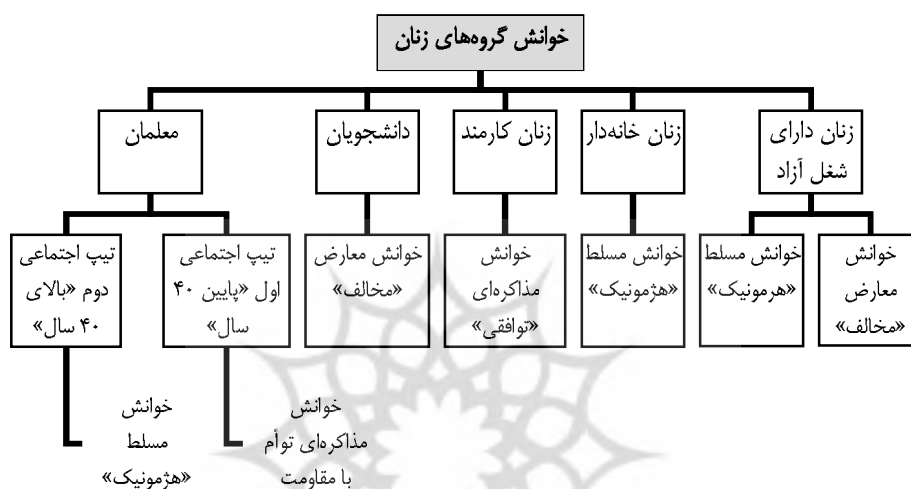 خوانش گروه‌های زنان
زنان دارای
شغل آزاد
زنان خانه‌دار
زنان کارمند
دانشجویان
معلمان
خوانش
معارض
«مخالف»
خوانش مسلط
«هرمونیک»
خوانش مسلط
«هژمونیک»
خوانش
مذاکره‌ای
«توافقی»
خوانش معارض
«مخالف»
تیپ اجتماعی
اول «پایین ۴۰
سال»
تیپ اجتماعی
دوم «بالای
۴۰ سال»
خوانش
مذاکره‌ای توأم
با مقاومت
خوانش
مسلط
«هژمونیک»